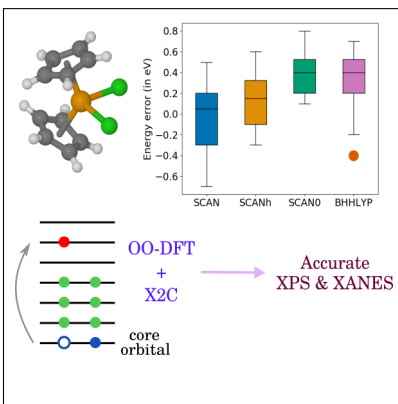 Energy error (in eV)
0.8
0.6
0.4
0.2
0.0
−0.2
−0.4
−0.6
SCAN SCANh SCAN0 BHHLYP
OO-DFT
+
X2C
Accurate
XPS & XANES
core
orbital